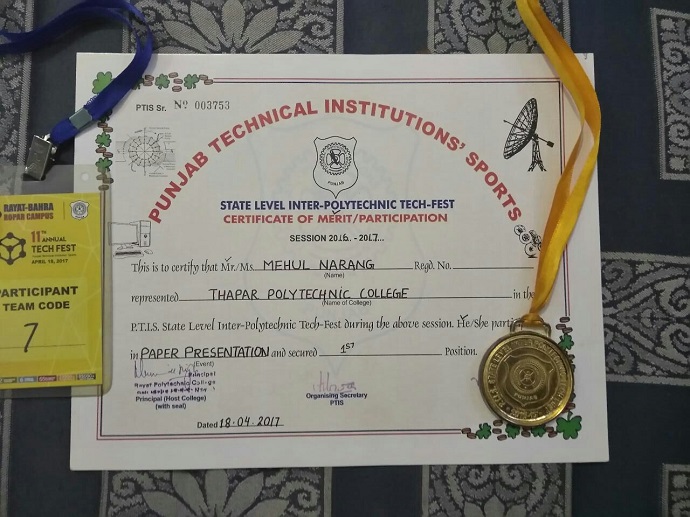 PTIS Sr. No 003753
PUNJAB TECHNICAL INSTITUTIONS' SPORTS
PUNJAB
STATE LEVEL INTER-POLYTECHNIC TECH-FEST
CERTIFICATE OF MERIT/PARTICIPATION
SESSION 2016. - 2017...
This is to certify that Mr./Ms. MEHUL NARANG Regd. No.
(Name)
represented THAPAR POLYTECHNIC COLLEGE in the
(Name of College)
P.T.I.S. State Level Inter-Polytechnic Tech-Fest during the above session. He/She parti
in PAPER PRESENTATION and secured 1ST Position.
(Event)
Principal
Rayat Polytechnic College
Principal (Host College)
(with seal)
Organising Secretary
PTIS
Dated 18.04.2017
RAYAT-BAHRA
ROPAR CAMPUS
11TH ANNUAL
TECH FEST
APRIL 18, 2017
PARTICIPANT
TEAM CODE
7
PUNJAB